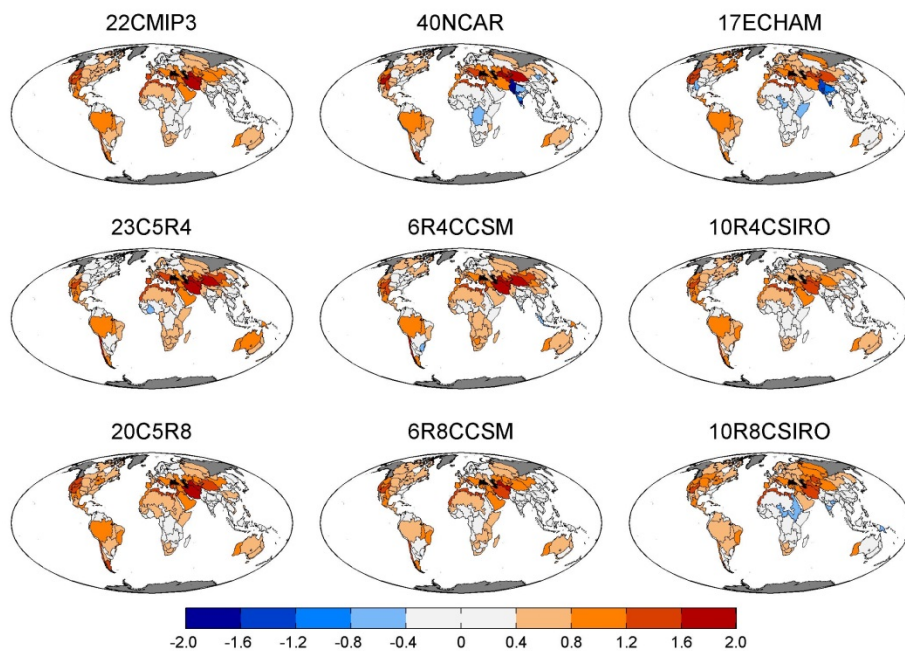 22CMIP3 40NCAR 17ECHAM
23C5R4 6R4CCSM 10R4CSIRO
20C5R8 6R8CCSM 10R8CSIRO
-2.0 -1.6 -1.2 -0.8 -0.4 0 0.4 0.8 1.2 1.6 2.0